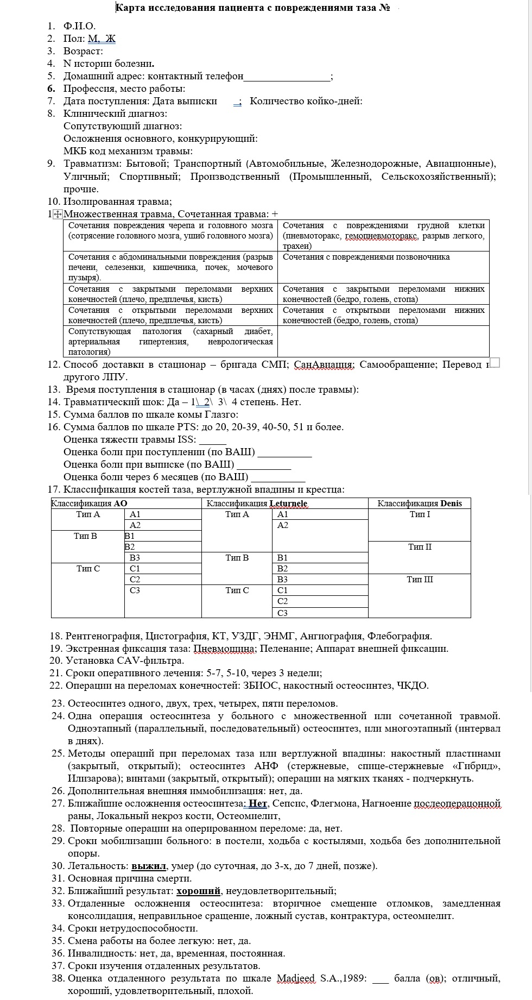 Карта исследования пациента с повреждениями таза №
1. Ф.И.О.
2. Пол: М, Ж
3. Возраст:
4. N истории болезни.
5. Домашний адрес: контактный телефон_________________;
6. Профессия, место работы:
7. Дата поступления: Дата выписки _; Количество койко-дней:
8. Клинический диагноз:
Сопутствующий диагноз:
Осложнения основного, конкурирующий:
МКБ код механизм травмы:
9. Травматизм: Бытовой; Транспортный (Автомобильные, Железнодорожные, Авиационные),
Уличный; Спортивный; Производственный (Промышленный, Сельскохозяйственный);
прочие.
10. Изолированная травма;
1 Множественная травма, Сочетанная травма: +
Сочетания повреждения черепа и головного мозга
(сотрясение головного мозга, ушиб головного мозга)
Сочетания с повреждениями грудной клетки
(пневмоторакс, гемопневмоторакс, разрыв легкого,
трахеи)
Сочетания с абдоминальными повреждения (разрыв
печени, селезенки, кишечника, почек, мочевого
пузыря).
Сочетания с повреждениями позвоночника
Сочетания с закрытыми переломами верхних
конечностей (плечо, предплечья, кисть)
Сочетания с закрытыми переломами нижних
конечностей (бедро, голень, стопа)
Сочетания с открытыми переломами верхних
конечностей (плечо, предплечья, кисть)
Сочетания с открытыми переломами нижних
конечностей (бедро, голень, стопа)
Сопутствующая патология (сахарный диабет,
артериальная гипертензия, неврологическая
патология)
12. Способ доставки в стационар – бригада СМП; СанАвиация; Самообращение; Перевод
другого ЛПУ.
13. Время поступления в стационар (в часах (днях) после травмы):
14. Травматический шок: Да – 1\ 2\ 3\ 4 степень. Нет.
15. Сумма баллов по шкале комы Глазго:
16. Сумма баллов по шкале PTS: до 20, 20-39, 40-50, 51 и более.
Оценка тяжести травмы ISS: _____
Оценка боли при поступлении (по ВАШ) __________
Оценка боли при выписке (по ВАШ) __________
Оценка боли через 6 месяцев (по ВАШ) __________
17. Классификация костей таза, вертлужной впадины и крестца:
Классификация АО Классификация Leturnele Классификация Denis
Тип А А1 Тип А А1 Тип I
А2 А2
Тип В В1
В2 Тип II
В3 Тип В В1
Тип С С1 В2
С2 В3 Тип III
С3 Тип С С1
С2
С3
18. Рентгенография, Цистография, КТ, УЗДГ, ЭНМГ, Ангиография, Флебография.
19. Экстренная фиксация таза: Пневмошина; Пеленание; Аппарат внешней фиксации.
20. Установка CAV-фильтра.
21. Сроки оперативного лечения: 5-7, 5-10, через 3 недели;
22. Операции на переломах конечностей: ЗБИОС, накостный остеосинтез, ЧКДО.
23. Остеосинтез одного, двух, трех, четырех, пяти переломов.
24. Одна операция остеосинтеза у больного с множественной или сочетанной травмой.
Одноэтапный (параллельный, последовательный) остеосинтез, или многоэтапный (интервал
в днях).
25. Методы операций при переломах таза или вертлужной впадины: накостный пластинами
(закрытый, открытый); остеосинтез АНФ (стержневые, спице-стержневые «Гибрид»,
Илизарова); винтами (закрытый, открытый); операции на мягких тканях - подчеркнуть.
26. Дополнительная внешняя иммобилизация: нет, да.
27. Ближайшие осложнения остеосинтеза: Нет, Сепсис, Флегмона, Нагноение послеоперацонной
раны, Локальный некроз кости, Остеомиелит,
28. Повторные операции на оперированном переломе: да, нет.
29. Сроки мобилизации больного: в постели, ходьба с костылями, ходьба без дополнительной
опоры.
30. Летальность: выжил, умер (до суточная, до 3-х, до 7 дней, позже).
31. Основная причина смерти.
32. Ближайший результат: хороший, неудовлетворительный;
33. Отдаленные осложнения остеосинтеза: вторичное смещение отломков, замедленная
консолидация, неправильное сращение, ложный сустав, контрактура, остеомиелит.
34. Сроки нетрудоспособности.
35. Смена работы на более легкую: нет, да.
36. Инвалидность: нет, да, временная, постоянная.
37. Сроки изучения отдаленных результатов.
38. Оценка отдаленного результата по шкале Madjeed S.A.,1989: ___ балла (ов); отличный,
хороший, удовлетворительный, плохой.